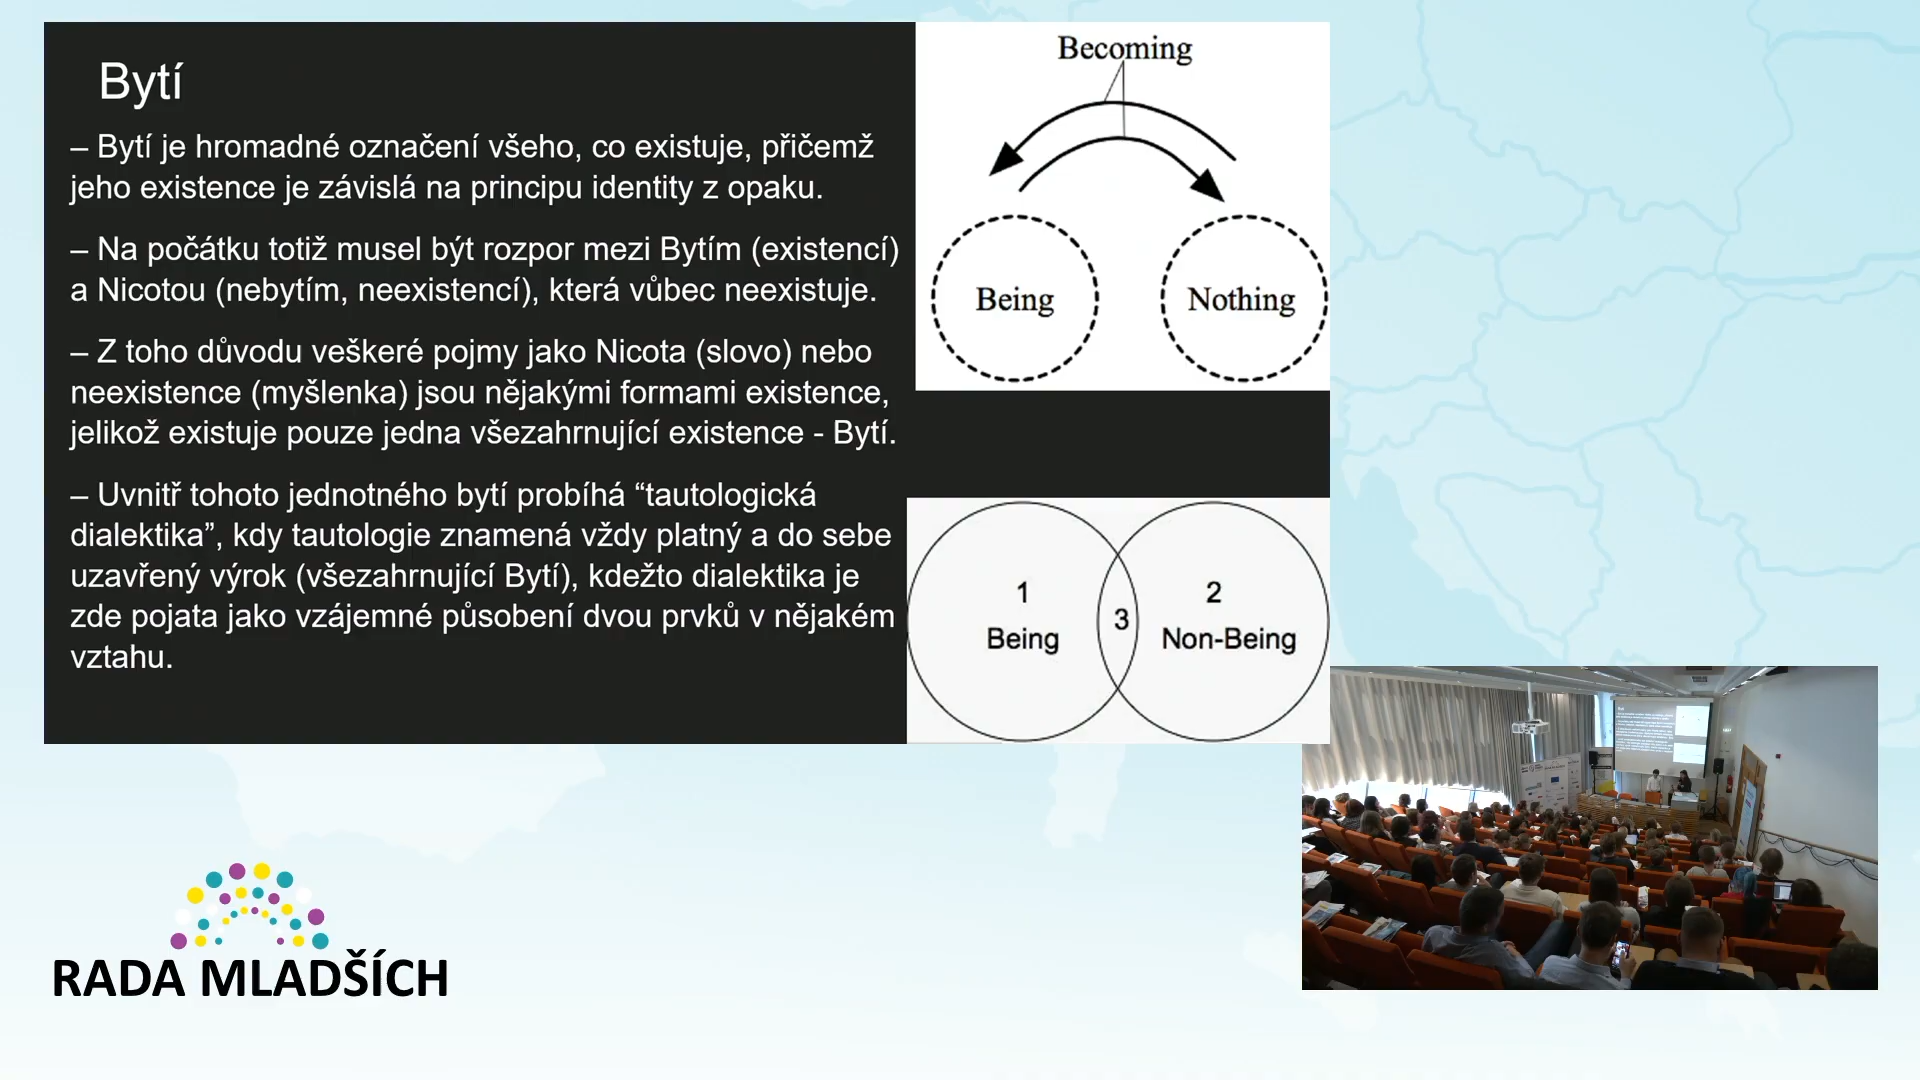 Bytí
– Bytí je hromadné označení všeho, co existuje, přičemž
jeho existence je závislá na principu identity z opaku.
– Na počátku totiž musel být rozpor mezi Bytím (existencí)
a Nicotou (nebytím, neexistencí), která vůbec neexistuje.
– Z toho důvodu veškeré pojmy jako Nicota (slovo) nebo
neexistence (myšlenka) jsou nějakými formami existence,
jelikož existuje pouze jedna všezahrnující existence - Bytí.
– Uvnitř tohoto jednotného bytí probíhá “tautologická
dialektika”, kdy tautologie znamená vždy platný a do sebe
uzavřený výrok (všezahrnující Bytí), kdežto dialektika je
zde pojata jako vzájemné působení dvou prvků v nějakém
vztahu.
Becoming
Being
Nothing
1
Being
3
2
Non-Being
RADA MLADŠÍCH